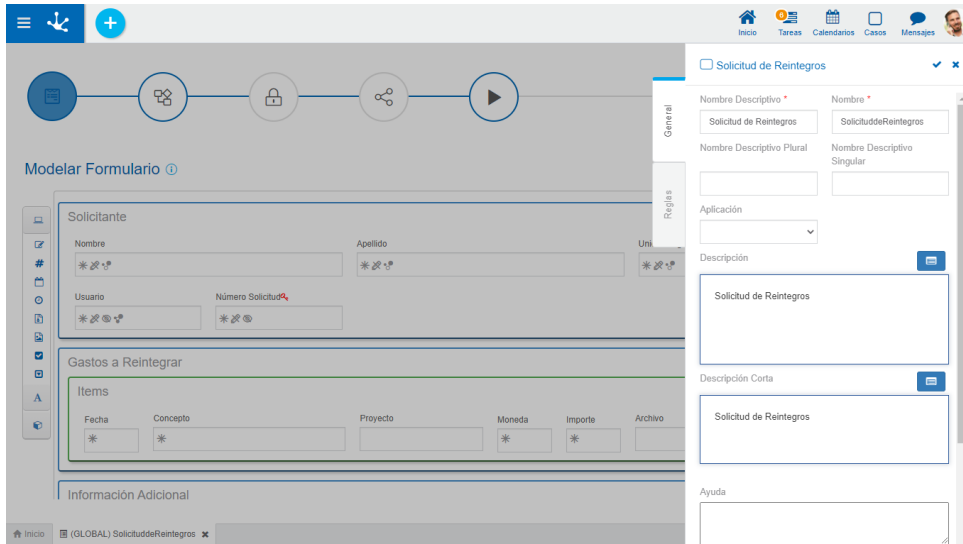 6
Inicio
Tareas
Calendarios
Casos
Mensajes
Solicitud de Reintegros
General
Reglas
Nombre Descriptivo *
Nombre *
Solicitud de Reintegros
SolicituddeReintegros
Nombre Descriptivo Plural
Nombre Descriptivo
Singular
Aplicación
Descripción
Solicitud de Reintegros
Descripción Corta
Solicitud de Reintegros
Ayuda
Modelar Formulario
Solicitante
Nombre
Apellido
Usuario
Número Solicitud
Gastos a Reintegrar
Items
Fecha
Concepto
Proyecto
Moneda
Importe
Archivo
Información Adicional
Inicio
(GLOBAL) SolicituddeReintegros